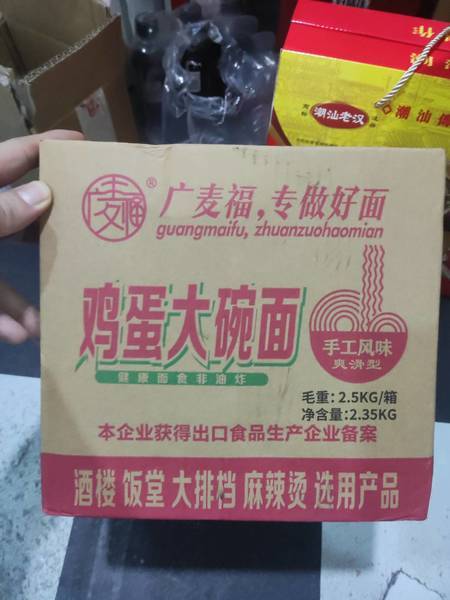 潮汕老汉
潮汕
广麦福®
广麦福,专做好面
guangmaifu, zhuanzuohaomian
鸡蛋大碗面
健康面食非油炸
手工风味
爽滑型
毛重:2.5KG/箱
净含量:2.35KG
本企业获得出口食品生产企业备案
酒楼 饭堂 大排档 麻辣烫 选用产品